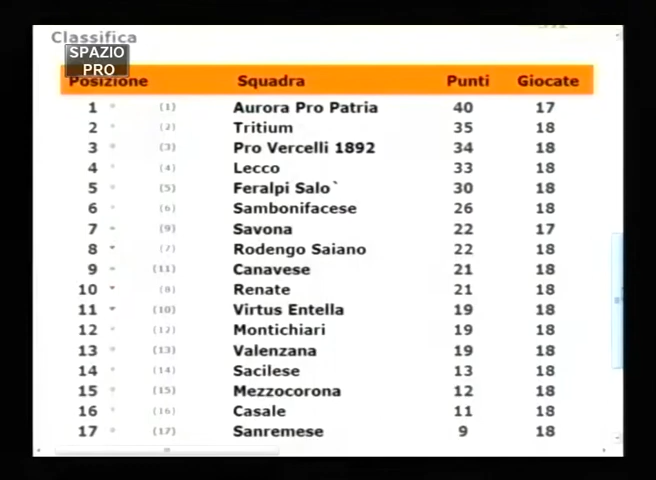 Classifica
SPAZIO
PRO
Posizione Squadra Punti Giocate
1 (1) Aurora Pro Patria 40 17
2 (2) Tritium 35 18
3 (3) Pro Vercelli 1892 34 18
4 (4) Lecco 33 18
5 (5) Feralpi Salo` 30 18
6 (6) Sambonifacese 26 18
7 (9) Savona 22 17
8 (7) Rodengo Saiano 22 18
9 (11) Canavese 21 18
10 (8) Renate 21 18
11 (10) Virtus Entella 19 18
12 (12) Montichiari 19 18
13 (13) Valenzana 19 18
14 (14) Sacilese 13 18
15 (15) Mezzocorona 12 18
16 (16) Casale 11 18
17 (17) Sanremese 9 18